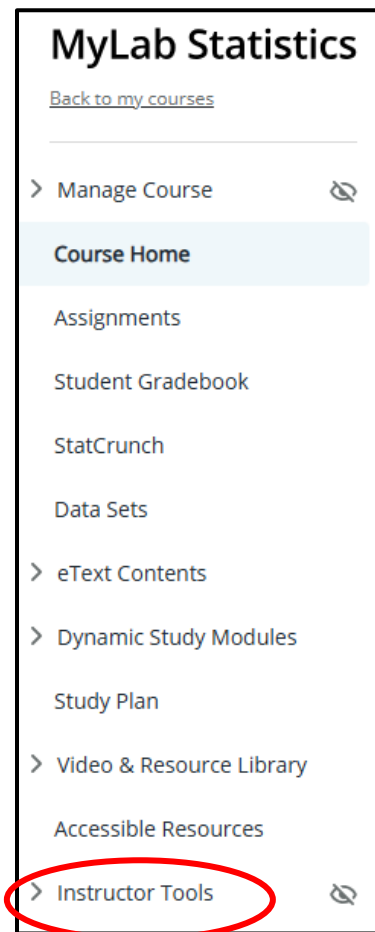 MyLab Statistics
Back to my courses
Manage Course
Course Home
Assignments
Student Gradebook
StatCrunch
Data Sets
eText Contents
Dynamic Study Modules
Study Plan
Video & Resource Library
Accessible Resources
Instructor Tools